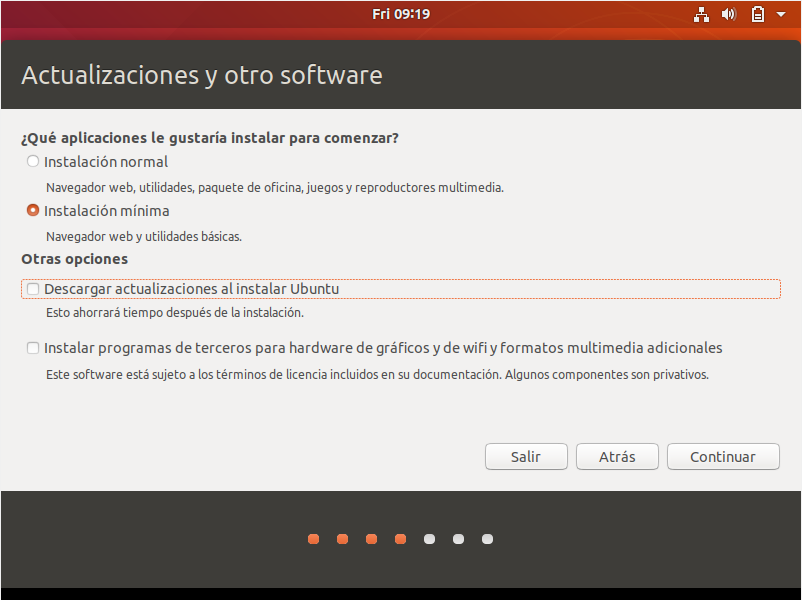 Fri 09:19
Actualizaciones y otro software
¿Qué aplicaciones le gustaría instalar para comenzar?
Instalación normal
Navegador web, utilidades, paquete de oficina, juegos y reproductores multimedia.
Instalación mínima
Navegador web y utilidades básicas.
Otras opciones
Descargar actualizaciones al instalar Ubuntu
Esto ahorrará tiempo después de la instalación.
Instalar programas de terceros para hardware de gráficos y de wifi y formatos multimedia adicionales
Este software está sujeto a los términos de licencia incluidos en su documentación. Algunos componentes son privativos.
Salir
Atrás
Continuar